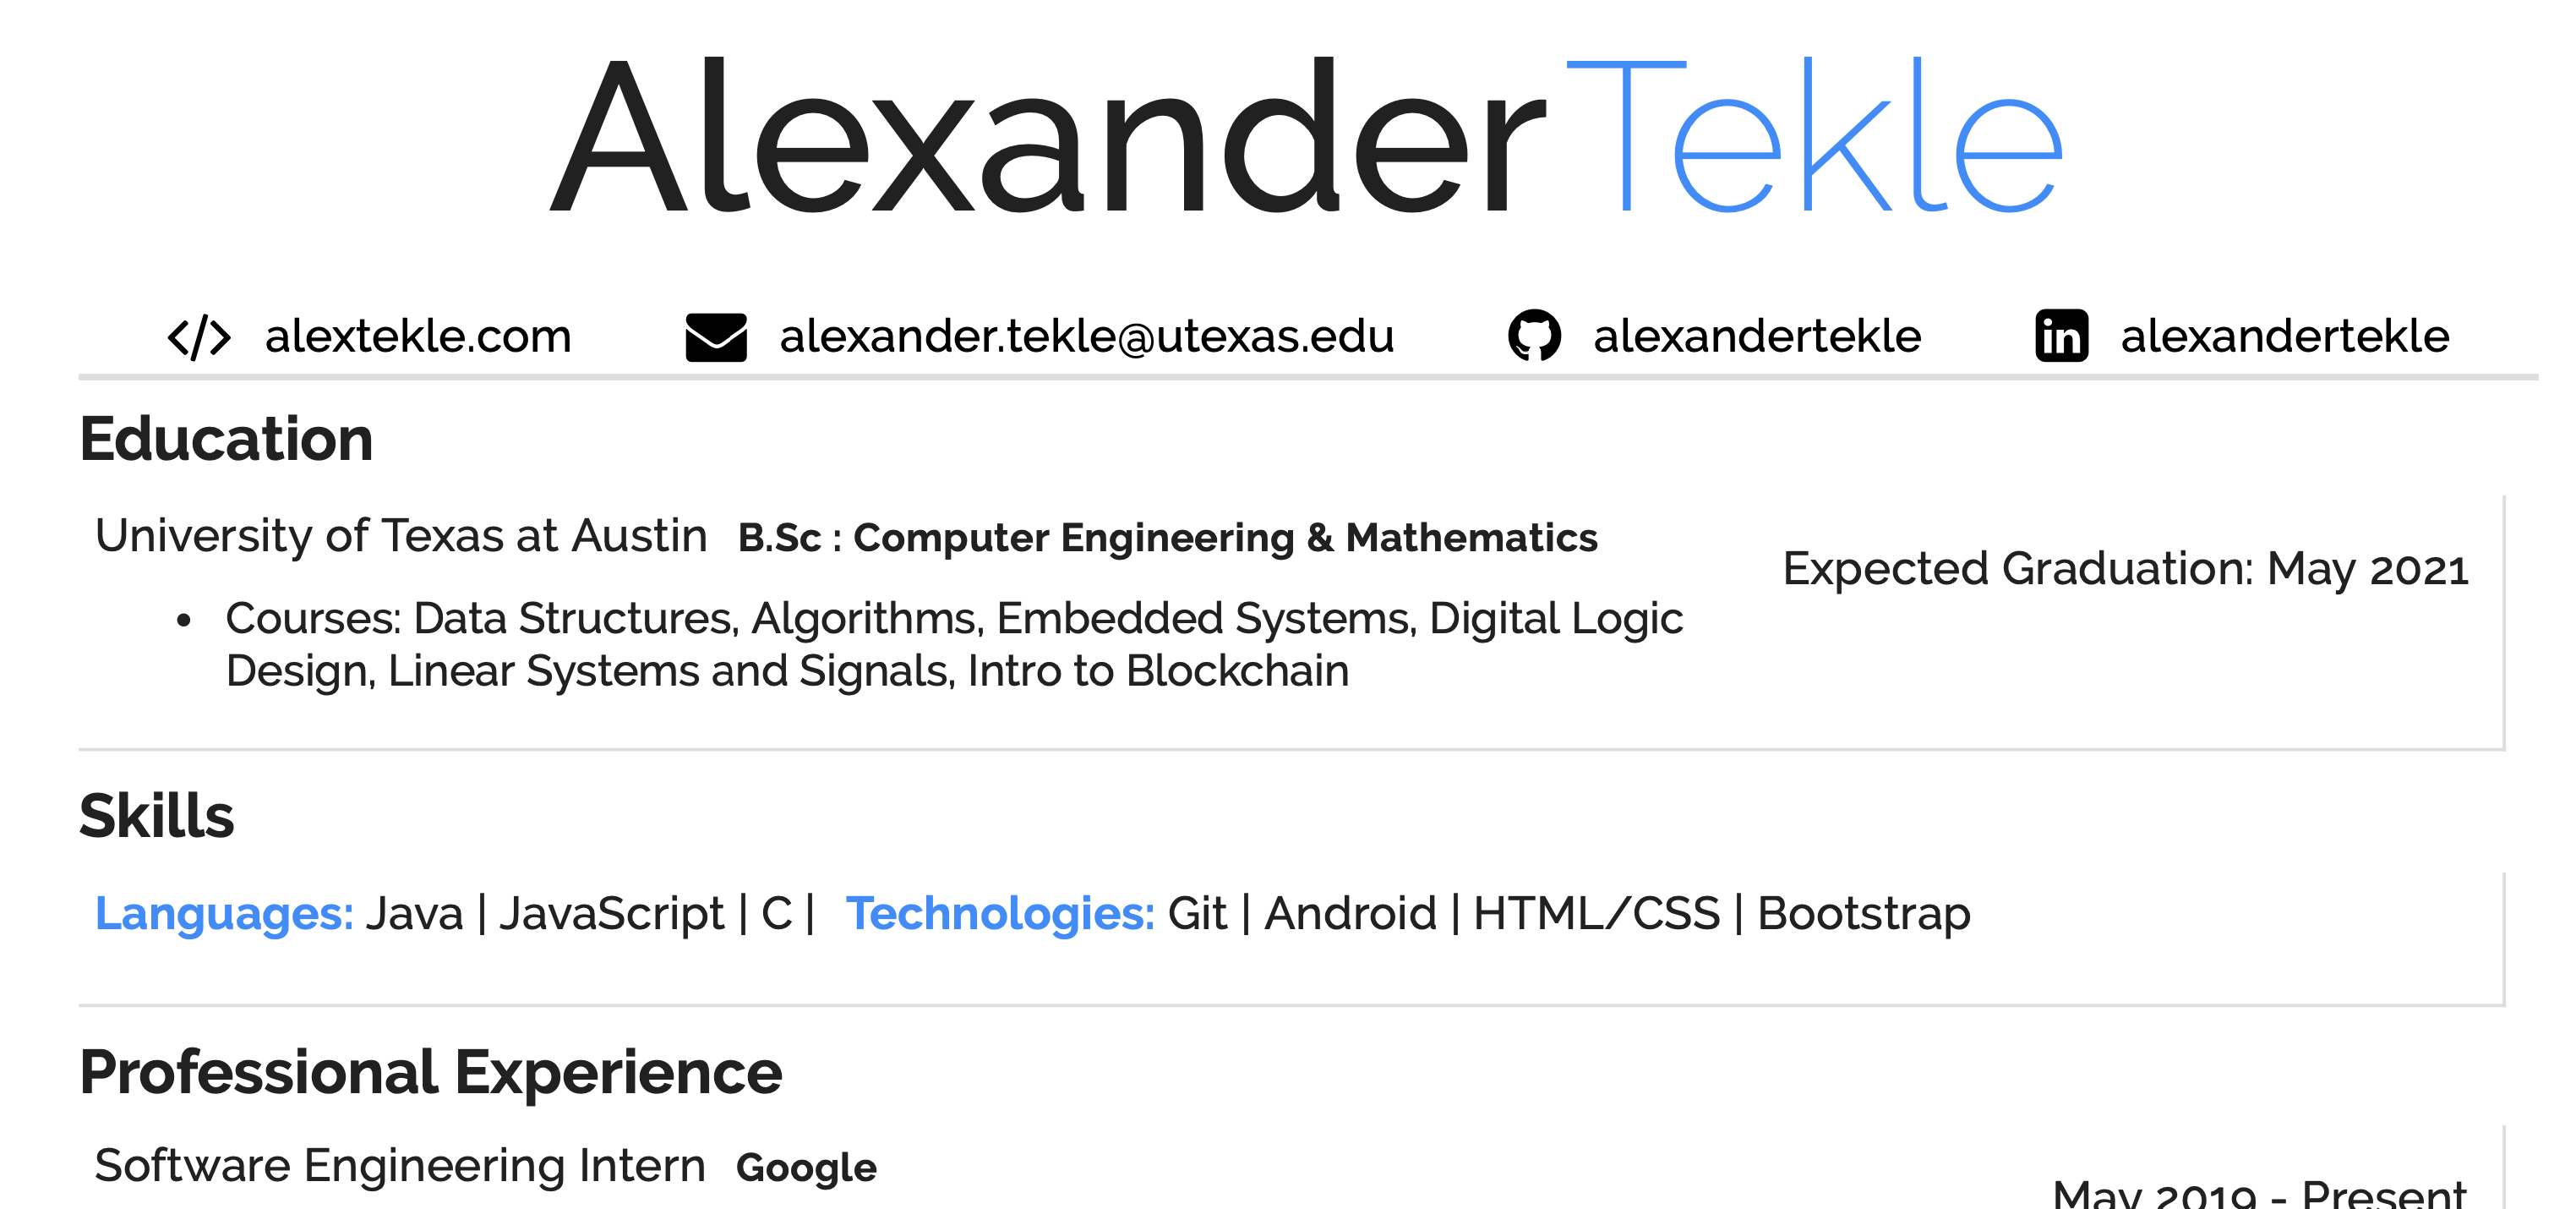 Alexander Tekle
alextekle.com alexander.tekle@utexas.edu alexandertekle alexandertekle
Education
University of Texas at Austin B.Sc : Computer Engineering & Mathematics
Expected Graduation: May 2021
• Courses: Data Structures, Algorithms, Embedded Systems, Digital Logic
Design, Linear Systems and Signals, Intro to Blockchain
Skills
Languages: Java | JavaScript | C | Technologies: Git | Android | HTML/CSS | Bootstrap
Professional Experience
Software Engineering Intern Google
May 2019 - Present